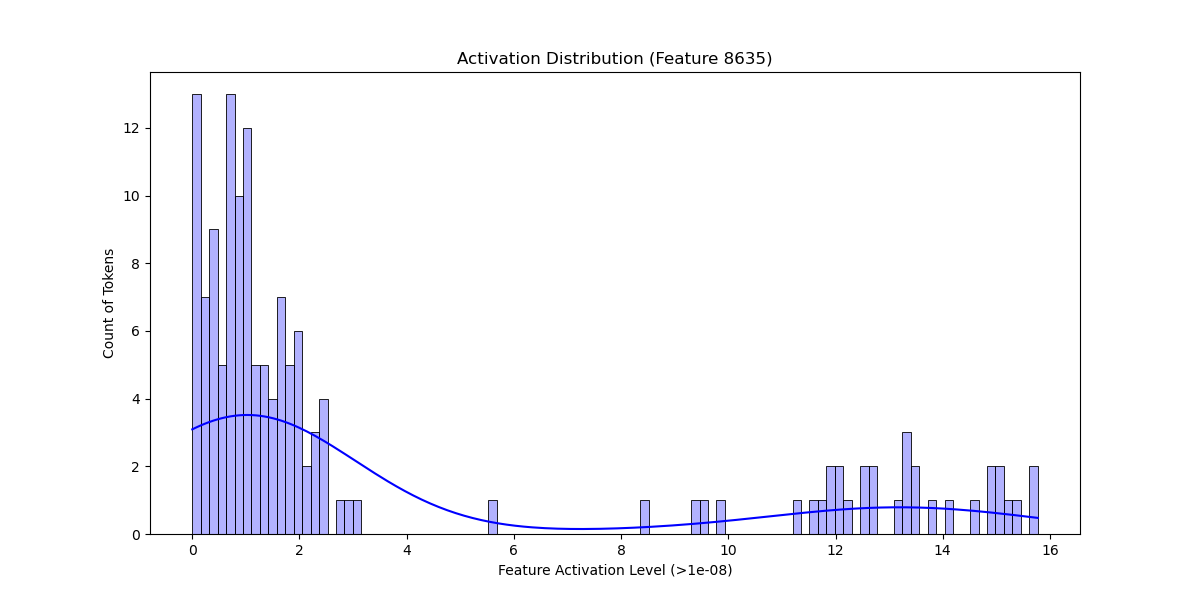 Activation Distribution (Feature 8635)
12
10
8
6
4
2
0
Count of Tokens
0 2 4 6 8 10 12 14 16
Feature Activation Level (>1e-08)